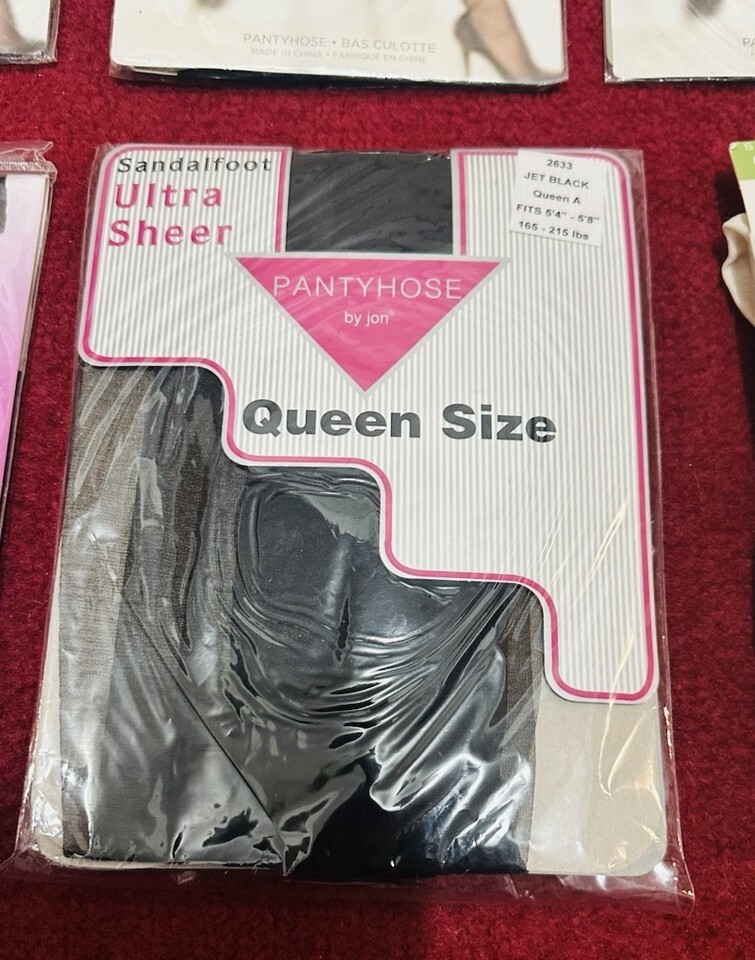 PANTYHOSE • BAS CULOTTE
MADE IN CHINA • FABRIQUÉ EN CHINE
Sandalfoot
Ultra
Sheer
2633
JET BLACK
Queen A
FITS 5'4" - 5'8"
165 - 215 lbs
PANTYHOSE
by jon®
Queen Size